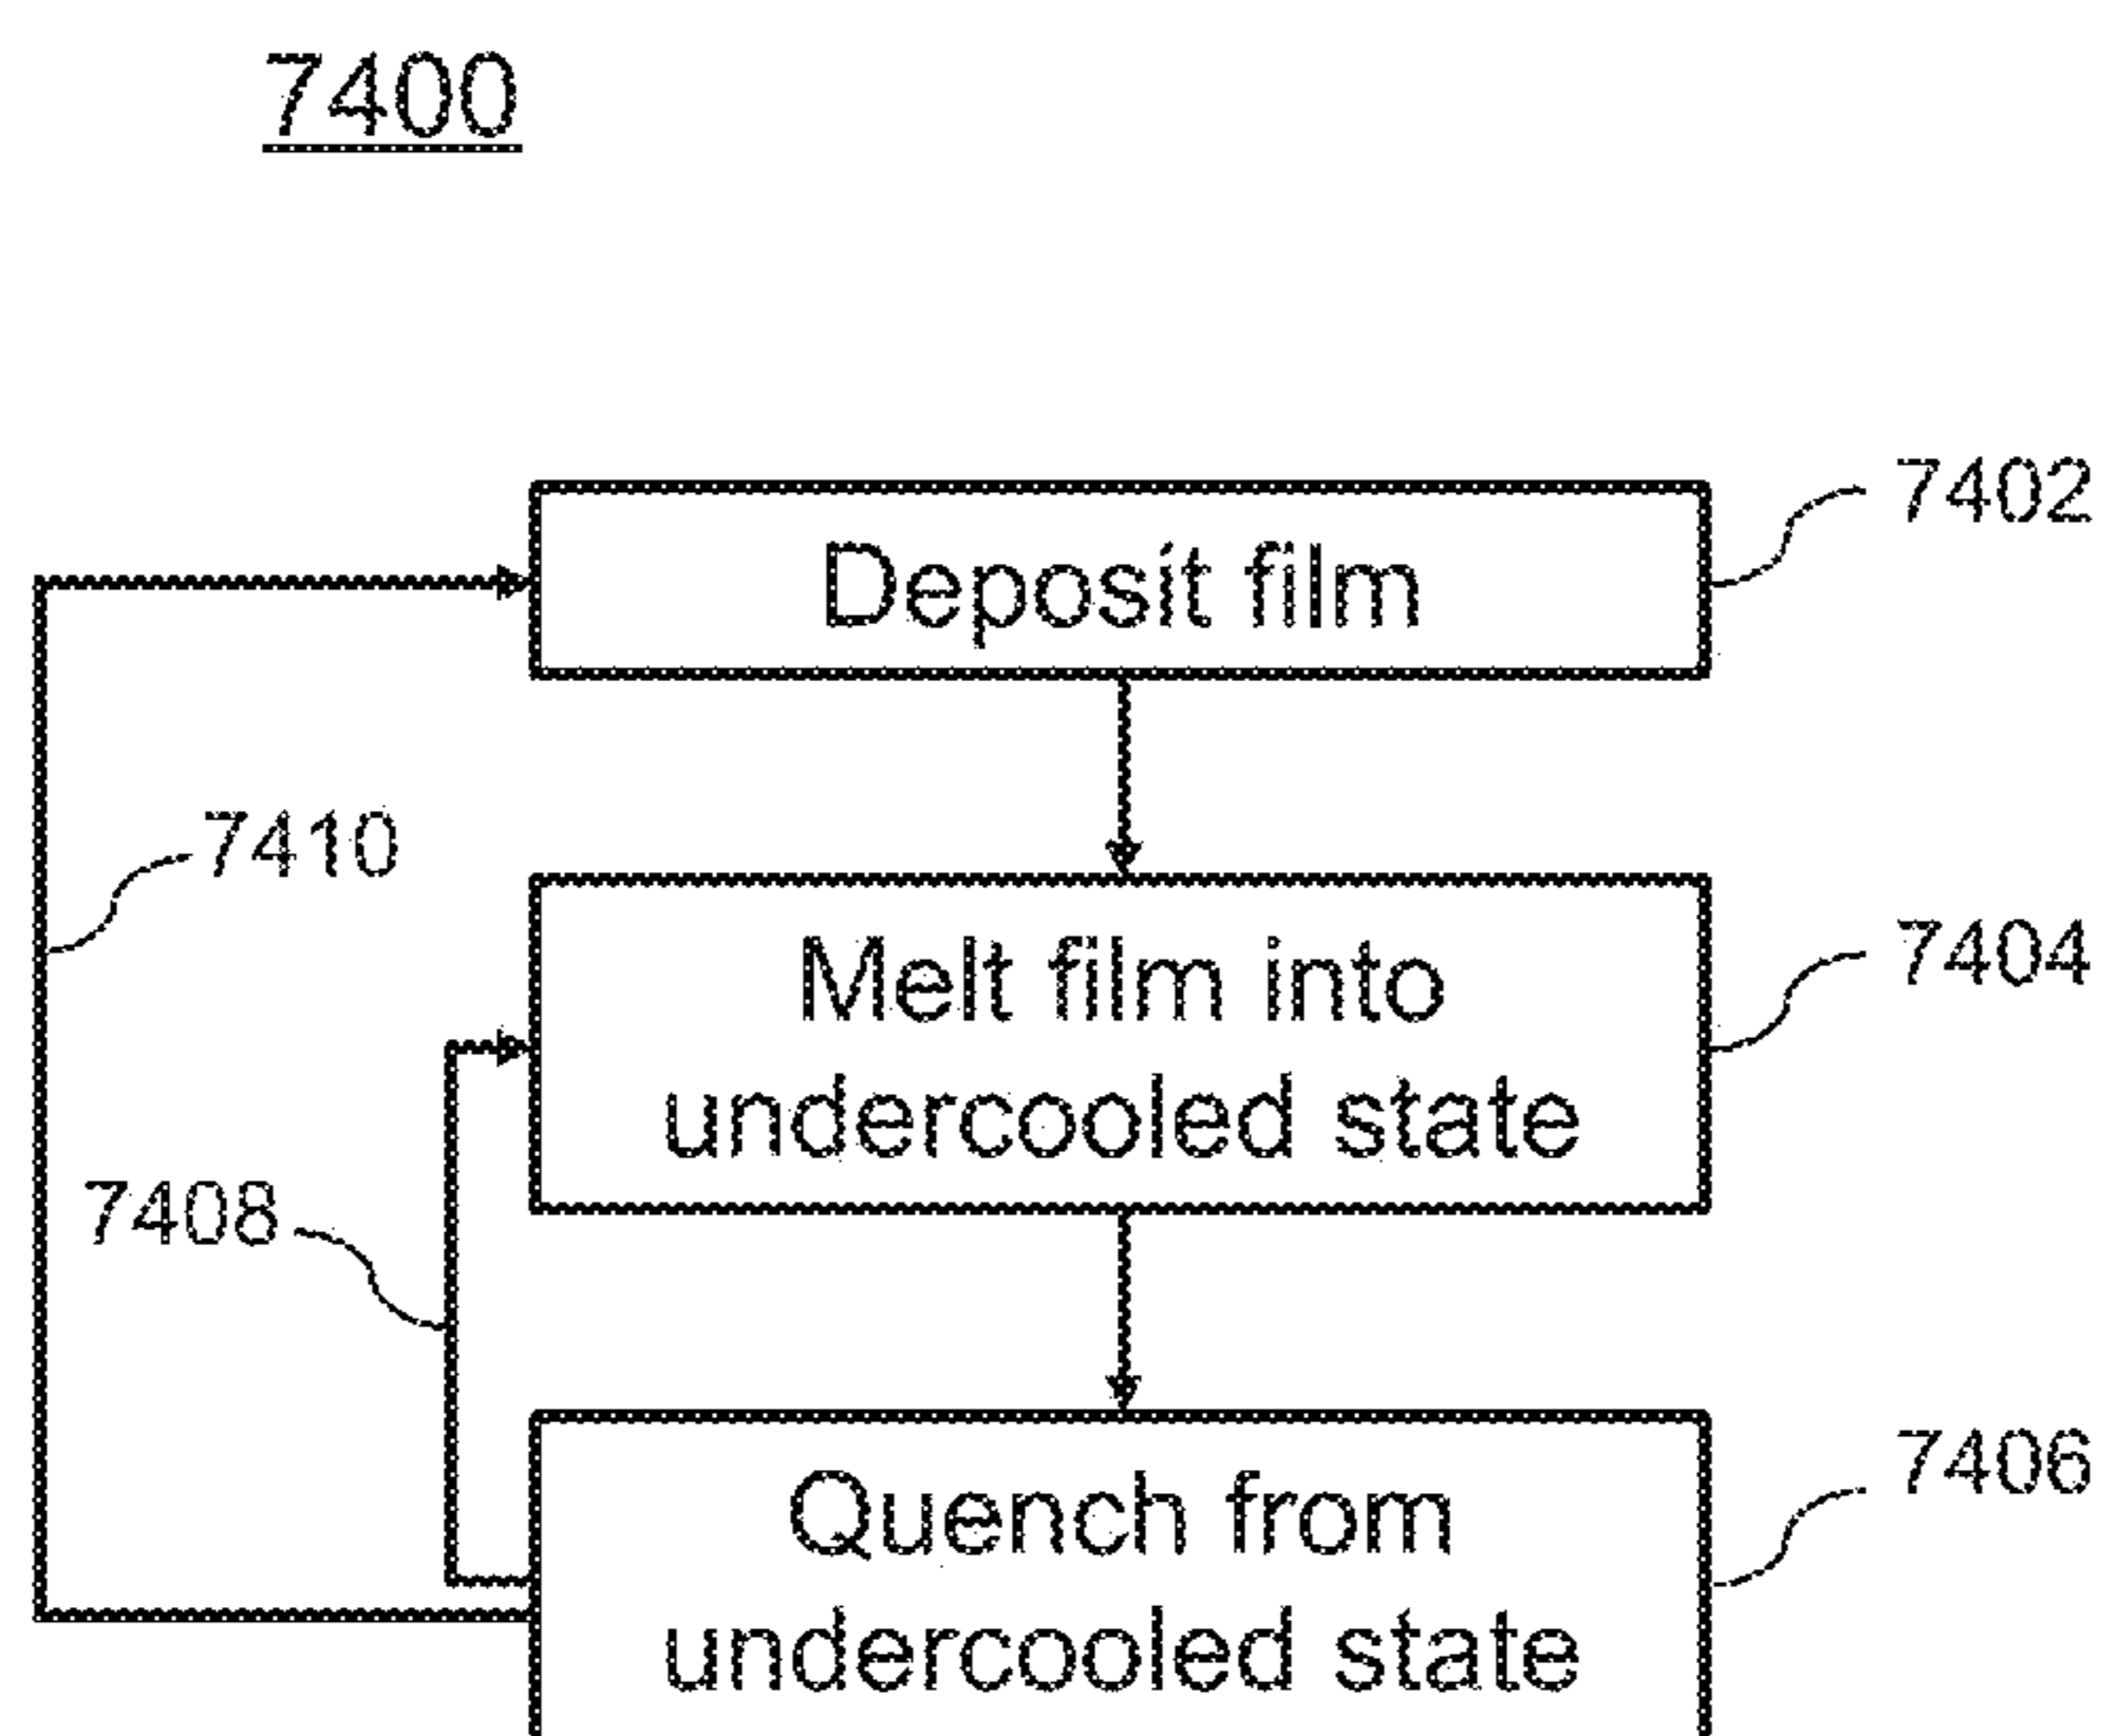 7400
Deposit film
7402
7410
Melt film into
undercooled state
7404
7408
Quench from
undercooled state
7406